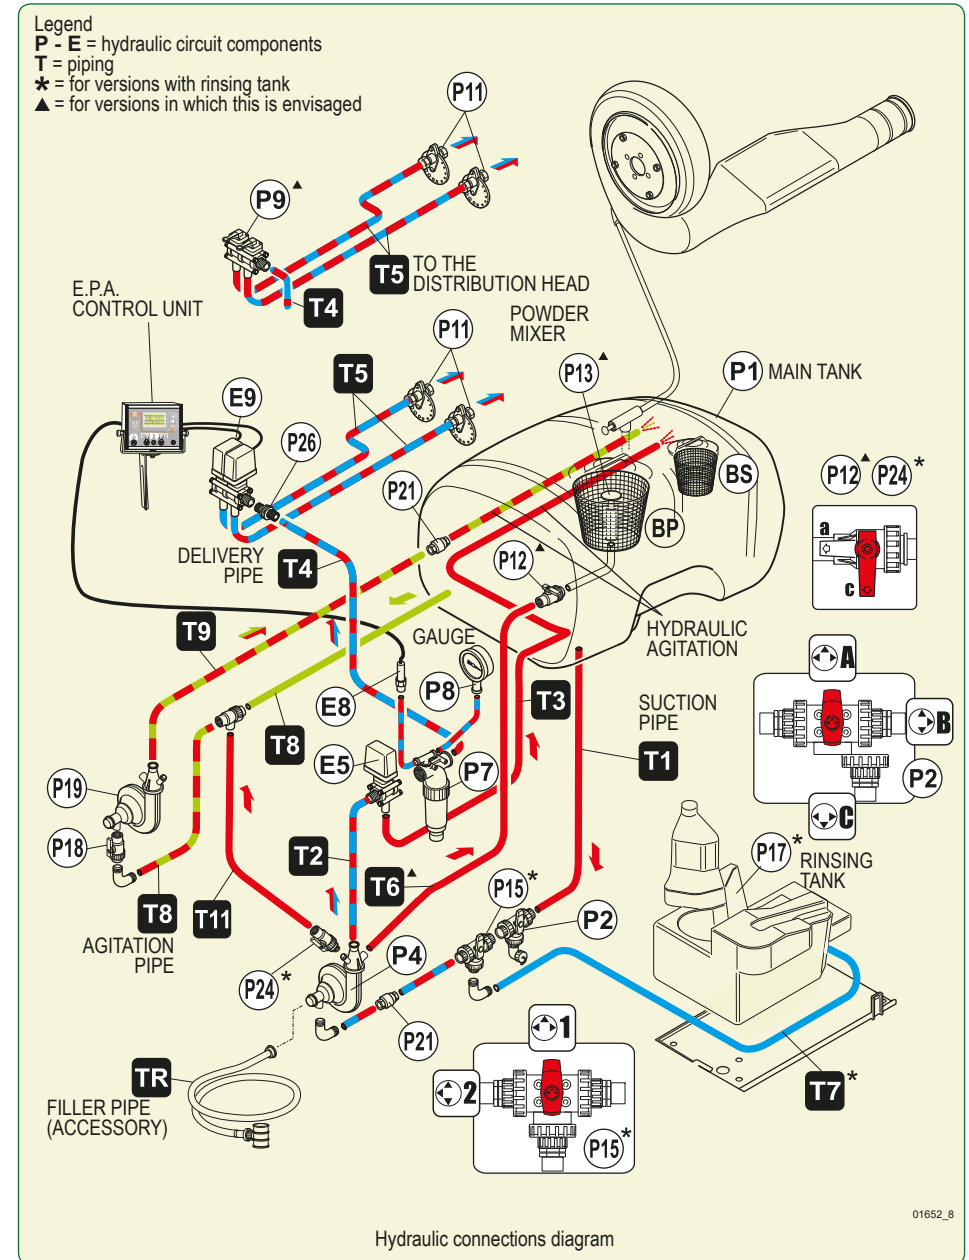 Legend
P - E = hydraulic circuit components
T = piping
* = for versions with rinsing tank
▲ = for versions in which this is envisaged
P11
P9▲
T5
TO THE
DISTRIBUTION HEAD
T4
E.P.A.
CONTROL UNIT
POWDER
MIXER
P11
T5
P13▲
P1
MAIN TANK
E9
P26
P21
BS
BP
P12▲
P24*
a
c
DELIVERY
PIPE
T4
P12▲
T9
GAUGE
HYDRAULIC
AGITATION
A
B
P2
C
E8
P8
T3
SUCTION
PIPE
T1
T8
E5
P7
P19
P18
T2
T6▲
P17*
RINSING
TANK
T8
T11
P15*
P2
AGITATION
PIPE
P24*
P4
P21
TR
FILLER PIPE
(ACCESSORY)
1
2
P15*
T7*
01652_8
Hydraulic connections diagram